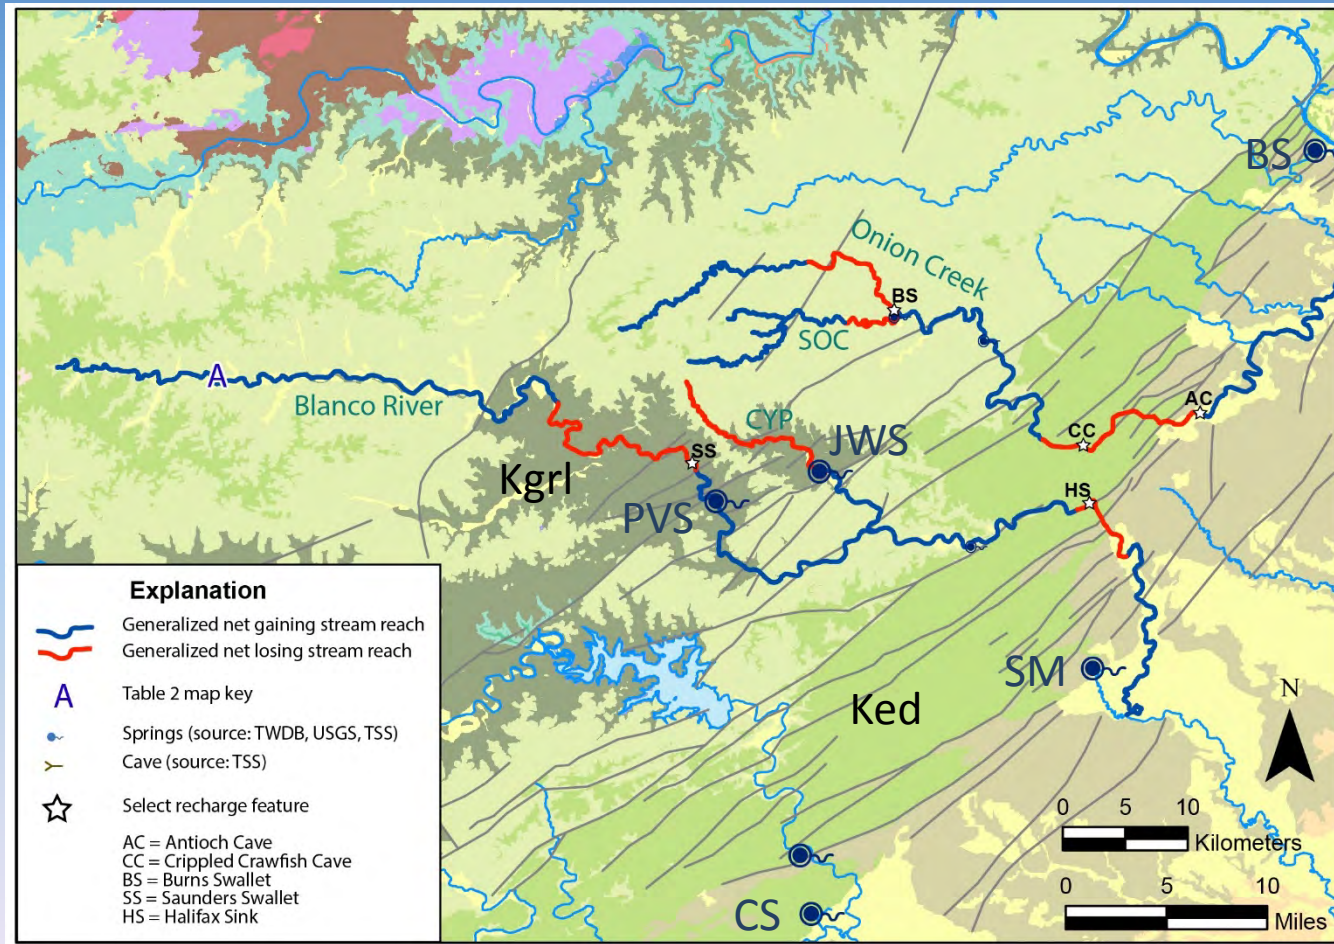 BS
Onion Creek
BS
SOC
A
Blanco River
AC
CYP
CC
JWS
SS
Kgrl
HS
PVS
SM
Ked
CS
N
Explanation
Generalized net gaining stream reach
Generalized net losing stream reach
A Table 2 map key
Springs (source: TWDB, USGS, TSS)
Cave (source: TSS)
Select recharge feature
AC = Antioch Cave
CC = Crippled Crawfish Cave
BS = Burns Swallet
SS = Saunders Swallet
HS = Halifax Sink
0 5 10
Kilometers
0 5 10
Miles